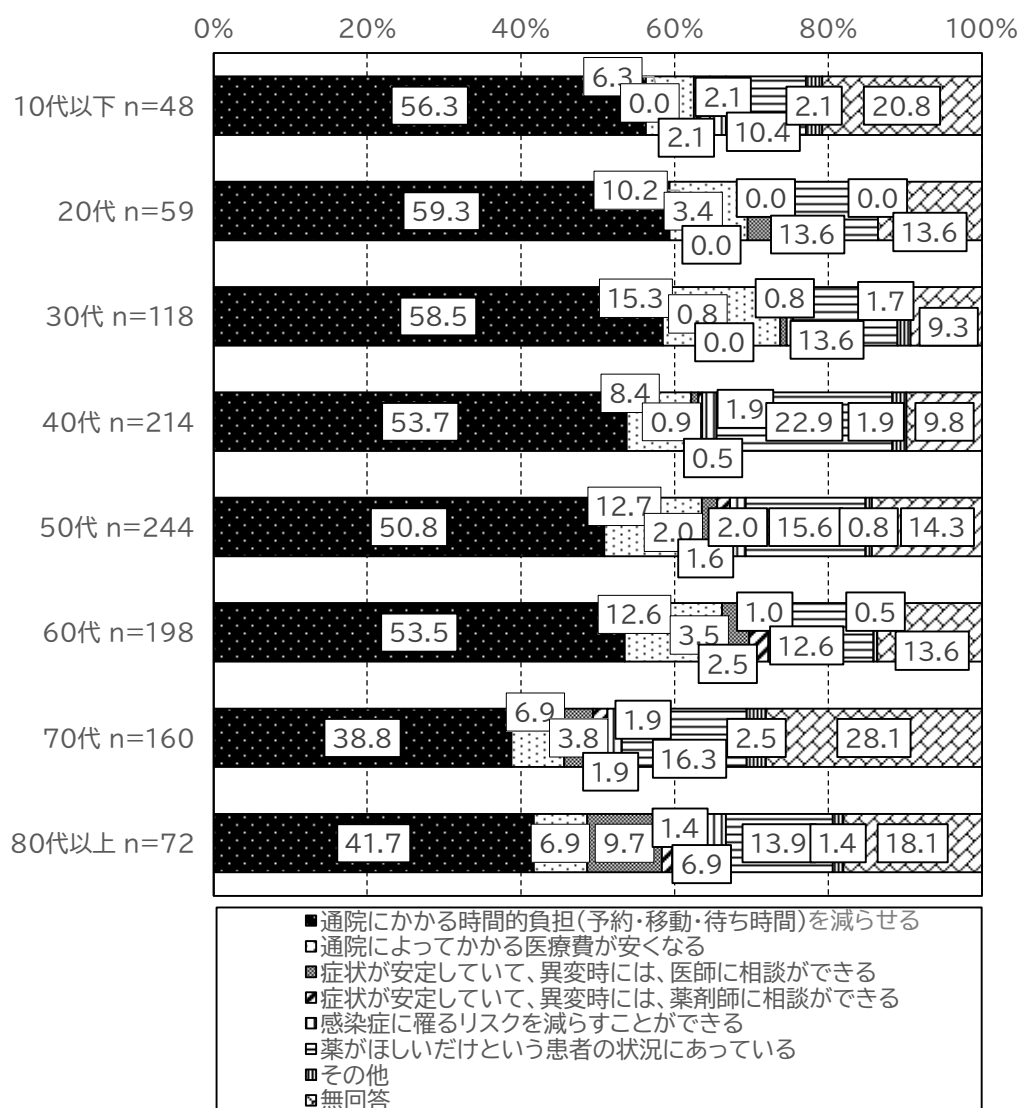 0% 20% 40% 60% 80% 100%
10代以下 n=48 56.3 6.3 0.0 2.1 2.1 10.4 2.1 20.8
20代 n=59 59.3 10.2 3.4 0.0 0.0 13.6 0.0 13.6
30代 n=118 58.5 15.3 0.8 0.0 0.8 13.6 1.7 9.3
40代 n=214 53.7 8.4 0.9 0.5 1.9 22.9 1.9 9.8
50代 n=244 50.8 12.7 2.0 1.6 2.0 15.6 0.8 14.3
60代 n=198 53.5 12.6 3.5 2.5 1.0 12.6 0.5 13.6
70代 n=160 38.8 6.9 3.8 1.9 1.9 16.3 2.5 28.1
80代以上 n=72 41.7 6.9 9.7 1.4 6.9 13.9 1.4 18.1
通院にかかる時間的負担（予約・移動・待ち時間）を減らせる
通院によってかかる医療費が安くなる
症状が安定していて、異変時には、医師に相談ができる
症状が安定していて、異変時には、薬剤師に相談ができる
感染症に罹るリスクを減らすことができる
薬がほしいだけという患者の状況にあっている
その他
無回答